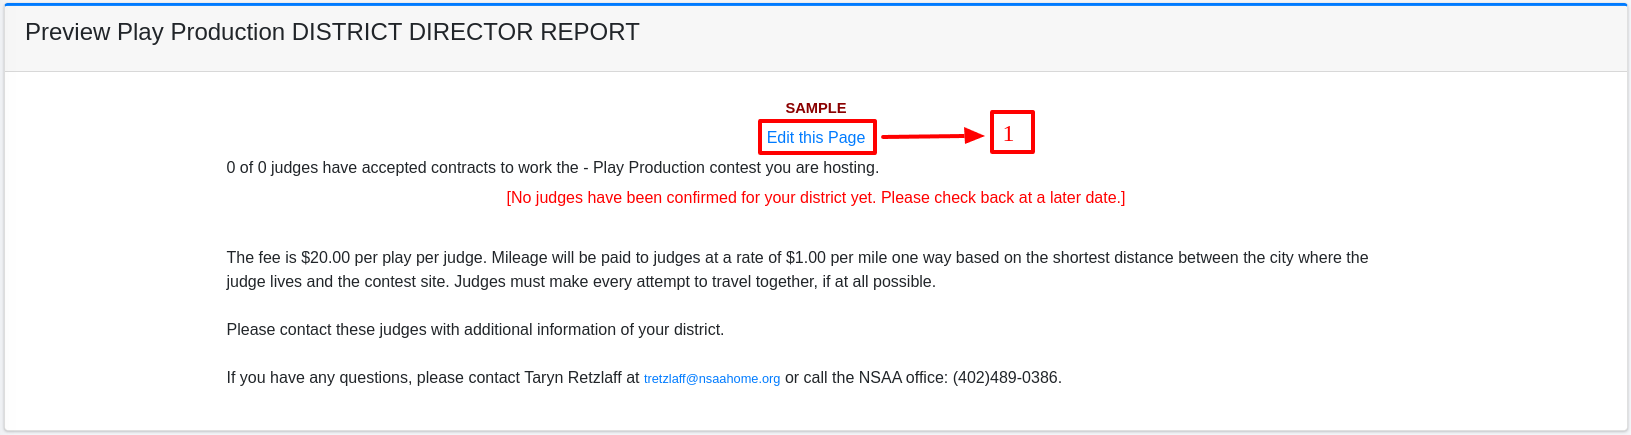 Preview Play Production DISTRICT DIRECTOR REPORT
SAMPLE
Edit this Page
1
0 of 0 judges have accepted contracts to work the - Play Production contest you are hosting.
[No judges have been confirmed for your district yet. Please check back at a later date.]
The fee is $20.00 per play per judge. Mileage will be paid to judges at a rate of $1.00 per mile one way based on the shortest distance between the city where the
judge lives and the contest site. Judges must make every attempt to travel together, if at all possible.
Please contact these judges with additional information of your district.
If you have any questions, please contact Taryn Retzlaff at tretzlaff@nsaahome.org or call the NSAA office: (402)489-0386.